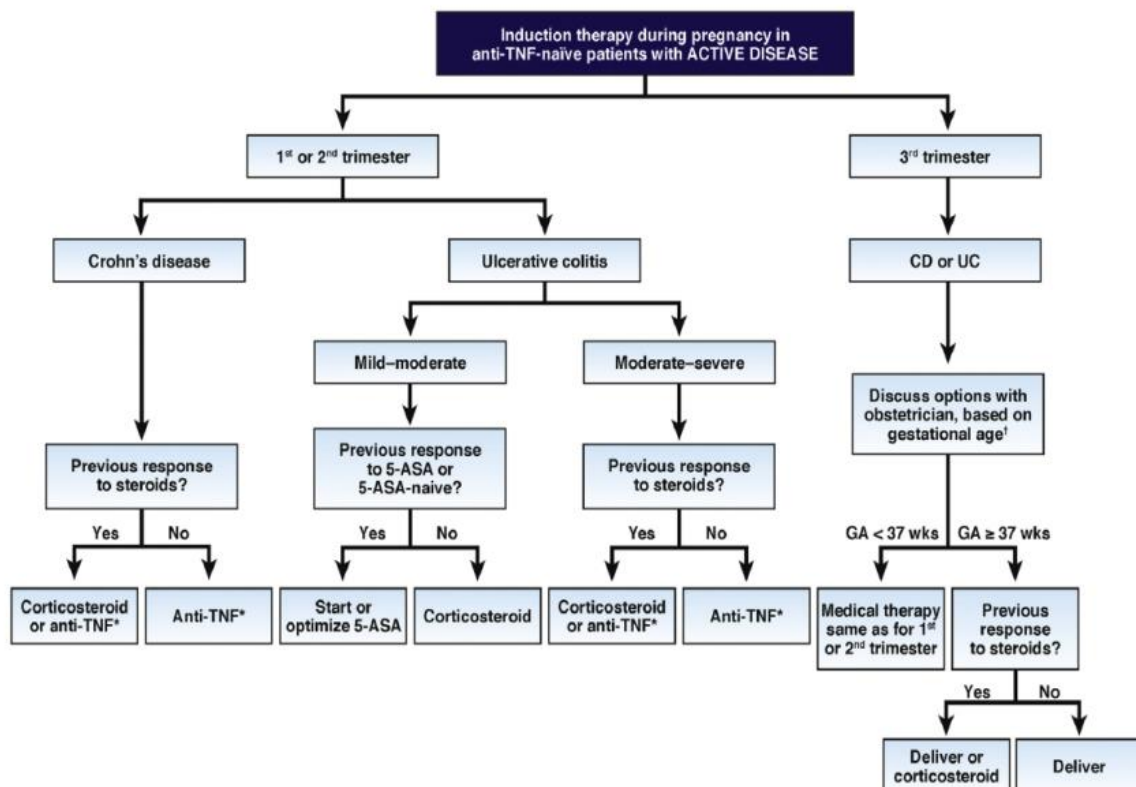 Induction therapy during pregnancy in
anti-TNF-naïve patients with ACTIVE DISEASE
1st or 2nd trimester
3rd trimester
Crohn's disease
Ulcerative colitis
CD or UC
Mild–moderate
Moderate–severe
Discuss options with
obstetrician, based on
gestational age†
Previous response
to steroids?
Previous response
to 5-ASA or
5-ASA-naive?
Previous response
to steroids?
Yes
No
Yes
No
Yes
No
GA < 37 wks
GA ≥ 37 wks
Corticosteroid
or anti-TNF*
Anti-TNF*
Start or
optimize 5-ASA
Corticosteroid
Corticosteroid
or anti-TNF*
Anti-TNF*
Medical therapy
same as for 1st
or 2nd trimester
Previous
response
to steroids?
Yes
No
Deliver or
corticosteroid
Deliver